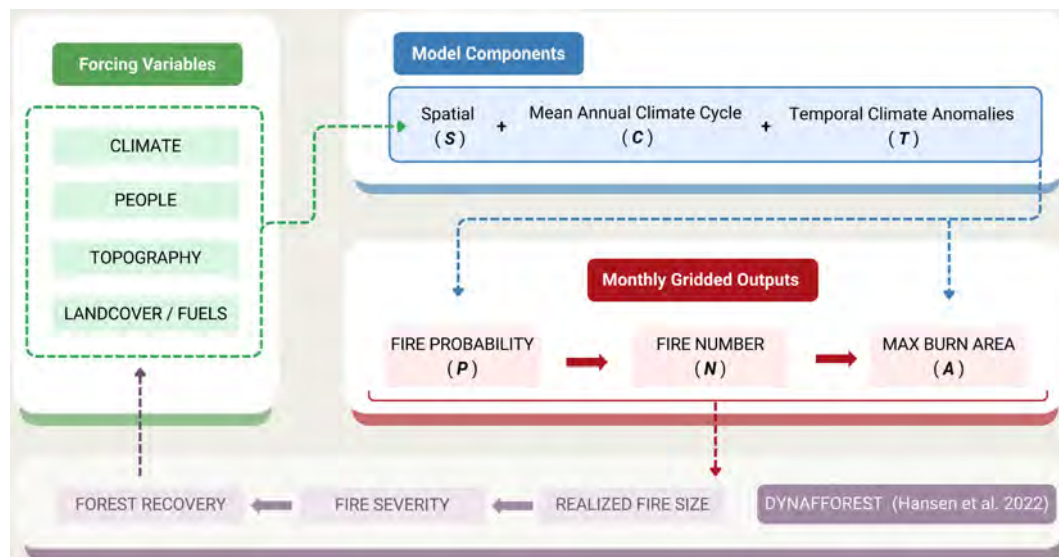 Forcing Variables
CLIMATE
PEOPLE
TOPOGRAPHY
LANDCOVER / FUELS
Model Components
Spatial + Mean Annual Climate Cycle + Temporal Climate Anomalies
(S) (C) (T)
Monthly Gridded Outputs
FIRE PROBABILITY FIRE NUMBER MAX BURN AREA
(P) (N) (A)
FOREST RECOVERY FIRE SEVERITY REALIZED FIRE SIZE DYNAFFOREST (Hansen et al. 2022)